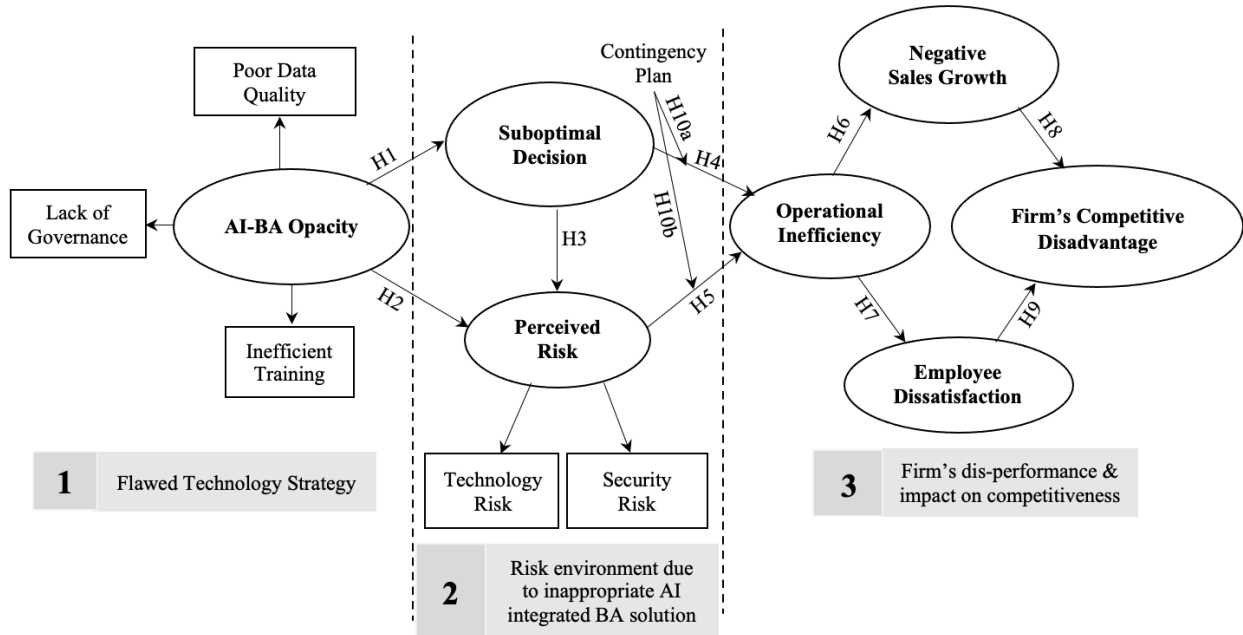 Poor Data
Quality
Lack of
Governance
AI-BA Opacity
Inefficient
Training
H1
H2
Suboptimal
Decision
H3
Perceived
Risk
Technology
Risk
Security
Risk
Contingency
Plan
H10a
H10b
H4
H5
Operational
Inefficiency
H6
H7
Negative
Sales Growth
Employee
Dissatisfaction
H8
H9
Firm's Competitive
Disadvantage
1
Flawed Technology Strategy
2
Risk environment due
to inappropriate AI
integrated BA solution
3
Firm's dis-performance &
impact on competitiveness